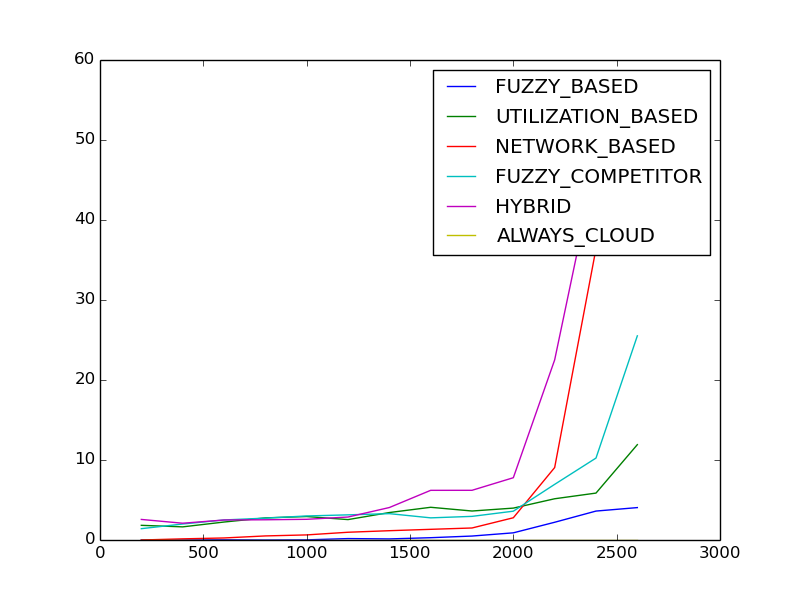 60
50
40
30
20
10
0
0 500 1000 1500 2000 2500 3000
FUZZY_BASED
UTILIZATION_BASED
NETWORK_BASED
FUZZY_COMPETITOR
HYBRID
ALWAYS_CLOUD